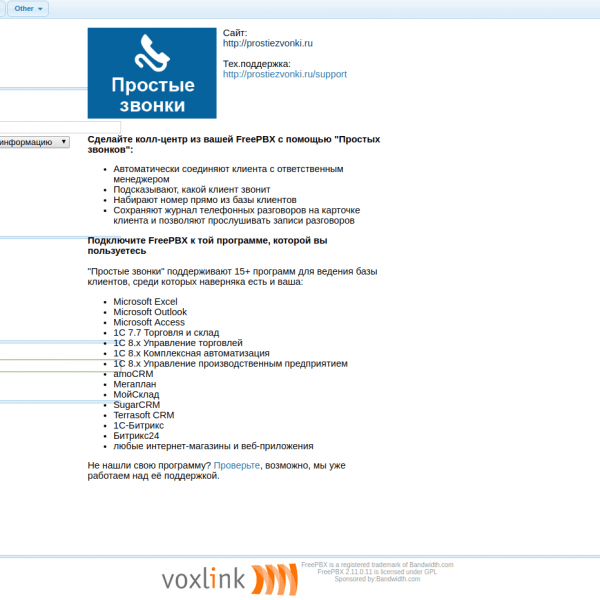 Other
Сайт:
http://prostiezvonki.ru
Тех.поддержка:
http://prostiezvonki.ru/support
Простые
звонки
информацию
Сделайте колл-центр из вашей FreePBX с помощью "Простых
звонков":
Автоматически соединяют клиента с ответственным
менеджером
Подсказывают, какой клиент звонит
Набирают номер прямо из базы клиентов
Сохраняют журнал телефонных разговоров на карточке
клиента и позволяют прослушивать записи разговоров
Подключите FreePBX к той программе, которой вы
пользуетесь
"Простые звонки" поддерживают 15+ программ для ведения базы
клиентов, среди которых наверняка есть и ваша:
Microsoft Excel
Microsoft Outlook
Microsoft Access
1С 7.7 Торговля и склад
1С 8.x Управление торговлей
1С 8.x Комплексная автоматизация
1С 8.x Управление производственным предприятием
amoCRM
Мегаплан
МойСклад
SugarCRM
Terrasoft CRM
1С-Битрикс
Битрикс24
любые интернет-магазины и веб-приложения
Не нашли свою программу? Проверьте, возможно, мы уже
работаем над её поддержкой.
voxlink
FreePBX is a registered trademark of Bandwidth.com
FreePBX 2.11.0.11 is licensed under GPL
Sponsored by:Bandwidth.com